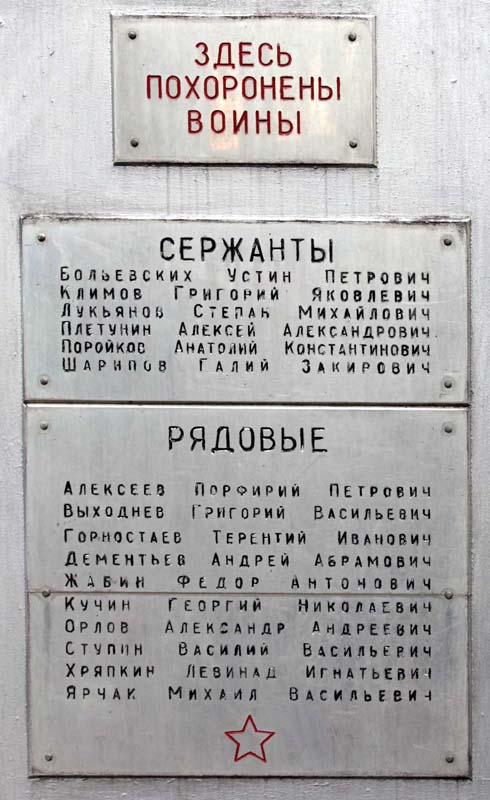 ЗДЕСЬ
ПОХОРОНЕНЫ
ВОИНЫ
СЕРЖАНТЫ
БОЛЬЕВСКИХ УСТИН ПЕТРОВИЧ
КЛИМОВ ГРИГОРИЙ ЯКОВЛЕВИЧ
ЛУКЬЯНОВ СТЕПАН МИХАЙЛОВИЧ
ПЛЕТУНИН АЛЕКСЕЙ АЛЕКСАНДРОВИЧ
ПОРОЙКОВ АНАТОЛИЙ КОНСТАНТИНОВИЧ
ШАРИПОВ ГАЛИЙ ЗАКИРОВИЧ
РЯДОВЫЕ
АЛЕКСЕЕВ ПОРФИРИЙ ПЕТРОВИЧ
ВЫХОДНЕВ ГРИГОРИЙ ВАСИЛЬЕВИЧ
ГОРНОСТАЕВ ТЕРЕНТИЙ ИВАНОВИЧ
ДЕМЕНТЬЕВ АНДРЕЙ АБРАМОВИЧ
ЖАБИН ФЕДОР АНТОНОВИЧ
КУЧИН ГЕОРГИЙ НИКОЛАЕВИЧ
ОРЛОВ АЛЕКСАНДР АНДРЕЕВИЧ
СТУПИН ВАСИЛИЙ ВАСИЛЬЕВИЧ
ХРЯПКИН ЛЕВИНАД ИГНАТЬЕВИЧ
ЯРЧАК МИХАИЛ ВАСИЛЬЕВИЧ